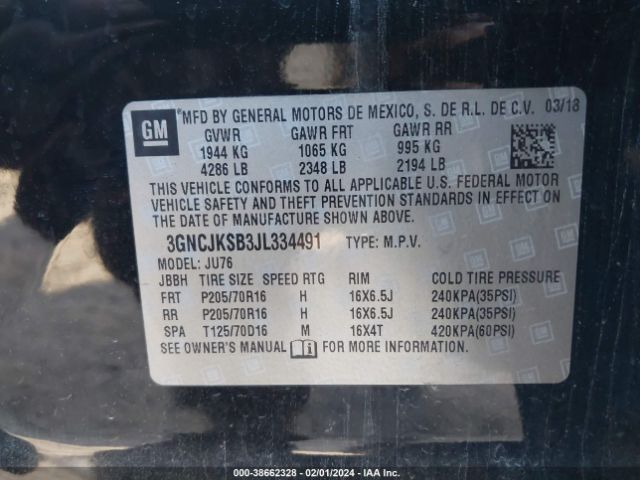 GM
MFD BY GENERAL MOTORS DE MEXICO, S. DE R.L. DE C.V. 03/18
GVWR GAWR FRT GAWR RR
1944 KG 1065 KG 995 KG
4286 LB 2348 LB 2194 LB
THIS VEHICLE CONFORMS TO ALL APPLICABLE U.S. FEDERAL MOTOR
VEHICLE SAFETY AND THEFT PREVENTION STANDARDS IN EFFECT ON
THE DATE OF MANUFACTURE SHOWN ABOVE.
3GNCJKSB3JL334491 TYPE: M.P.V.
MODEL: JU76
JBBH TIRE SIZE SPEED RTG RIM COLD TIRE PRESSURE
FRT P205/70R16 H 16X6.5J 240KPA(35PSI)
RR P205/70R16 H 16X6.5J 240KPA(35PSI)
SPA T125/70D16 M 16X4T 420KPA(60PSI)
SEE OWNER'S MANUAL i FOR MORE INFORMATION.
000-38662328 - 02/01/2024 - IAA Inc.